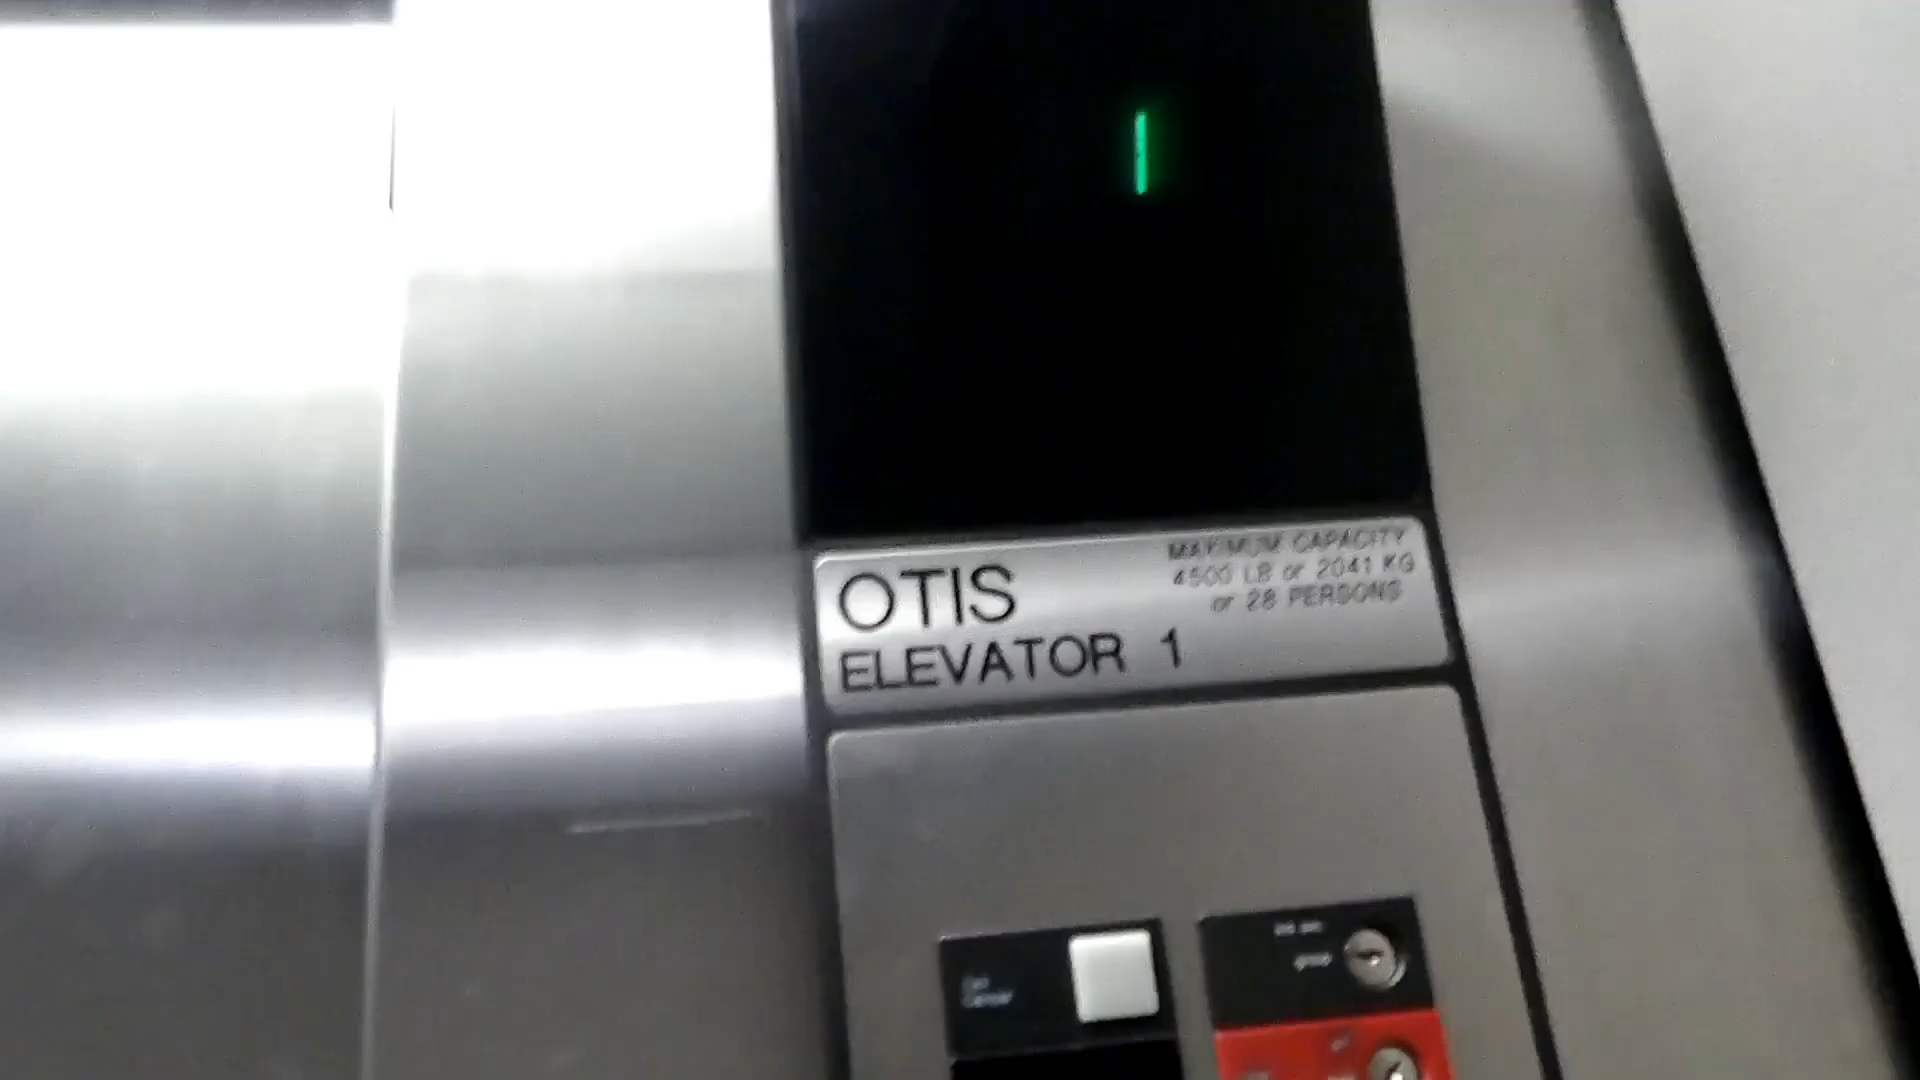 1
OTIS
MAXIMUM CAPACITY
4500 LB or 2041 KG
or 28 PERSONS
ELEVATOR 1